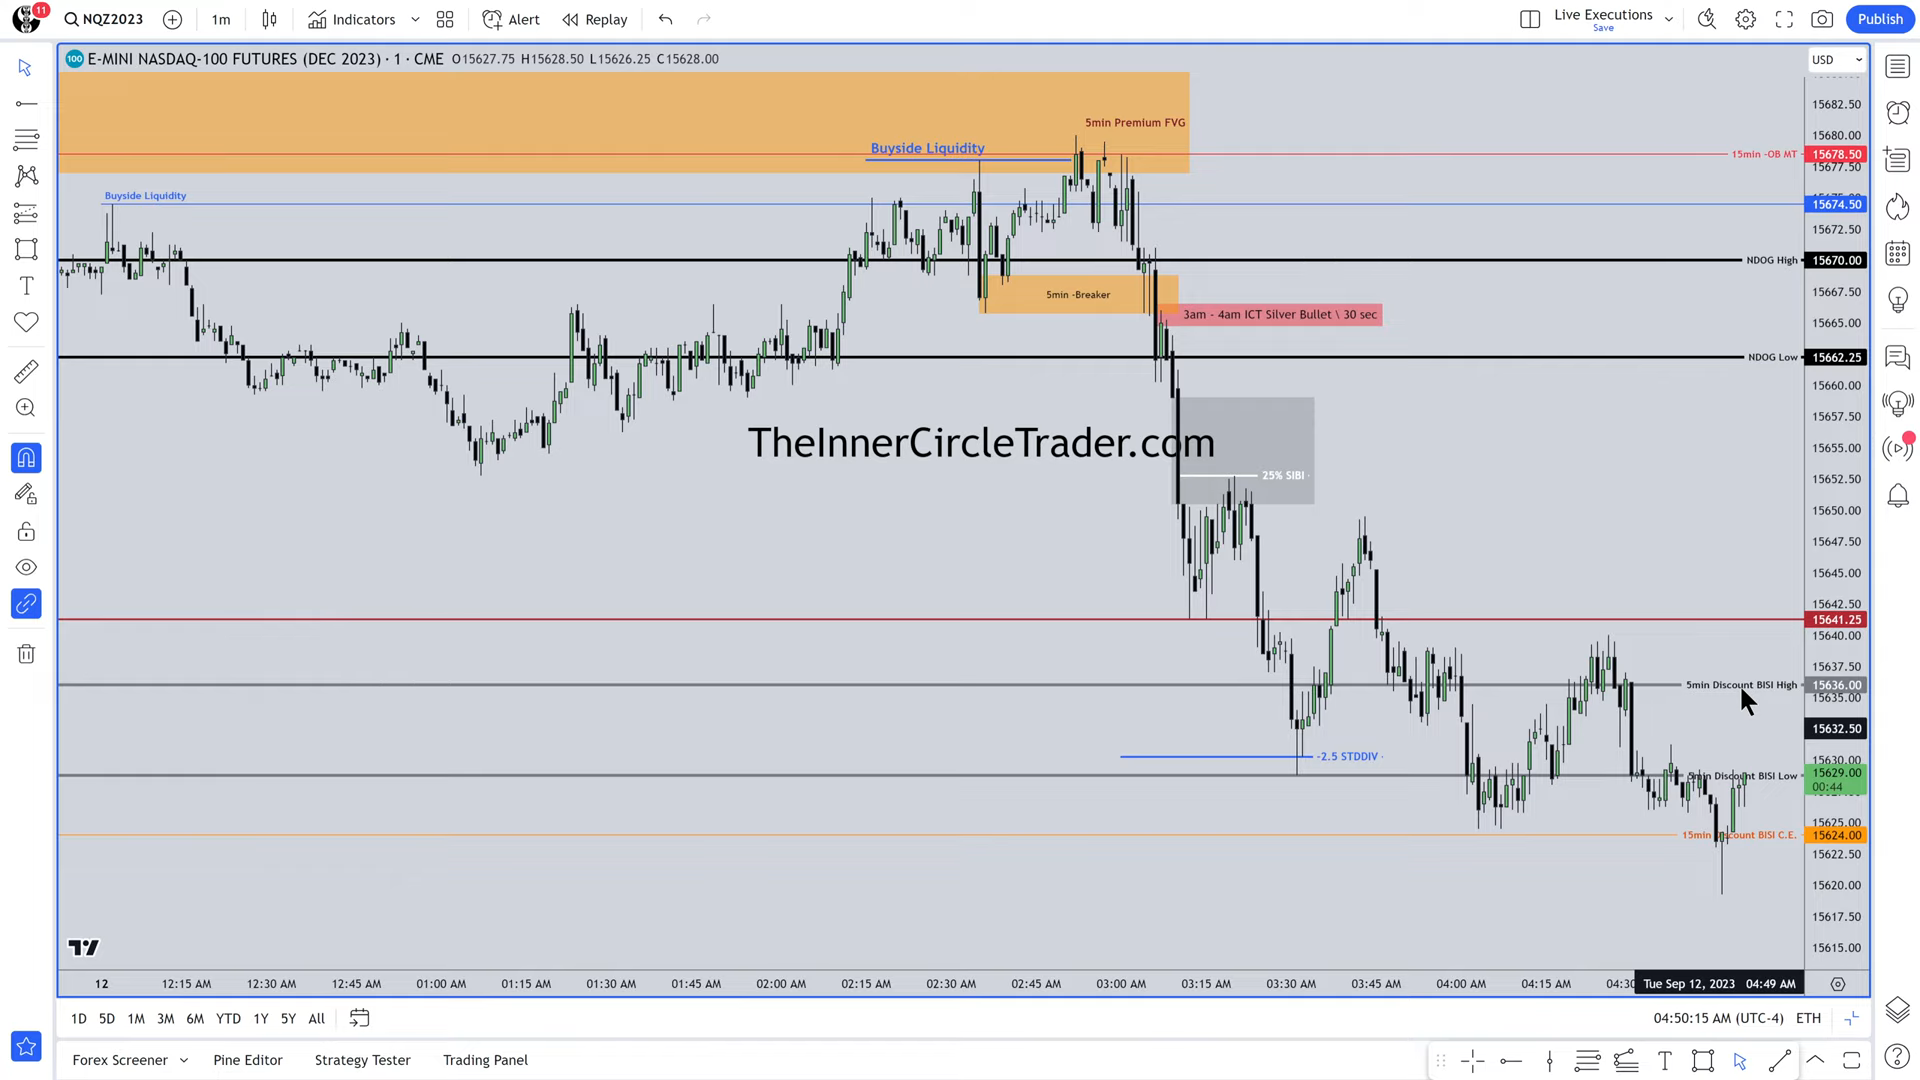 11
NQZ2023
1m
Indicators
Alert
Replay
Live Executions
Save
Publish
100 E-MINI NASDAQ-100 FUTURES (DEC 2023) · 1 · CME O15627.75 H15628.50 L15626.25 C15628.00
USD
15682.50
5min Premium FVG
15680.00
Buyside Liquidity
15min -OB MT
15678.50
15677.50
Buyside Liquidity
15674.50
15672.50
NDOG High
15670.00
5min -Breaker
15667.50
3am - 4am ICT Silver Bullet \ 30 sec
15665.00
NDOG Low
15662.25
15660.00
15657.50
TheInnerCircleTrader.com
15655.00
25% SIBI
15652.50
15650.00
15647.50
15645.00
15642.50
15641.25
15640.00
15637.50
5min Discount BISI High
15636.00
15635.00
15632.50
-2.5 STDDIV
15630.00
5min Discount BISI Low
15629.00
00:44
15625.00
15min Discount BISI C.E.
15624.00
15622.50
15620.00
15617.50
15615.00
12 12:15 AM 12:30 AM 12:45 AM 01:00 AM 01:15 AM 01:30 AM 01:45 AM 02:00 AM 02:15 AM 02:30 AM 02:45 AM 03:00 AM 03:15 AM 03:30 AM 03:45 AM 04:00 AM 04:15 AM 04:30 Tue Sep 12, 2023 04:49 AM
1D 5D 1M 3M 6M YTD 1Y 5Y All
04:50:15 AM (UTC-4) ETH
Forex Screener Pine Editor Strategy Tester Trading Panel